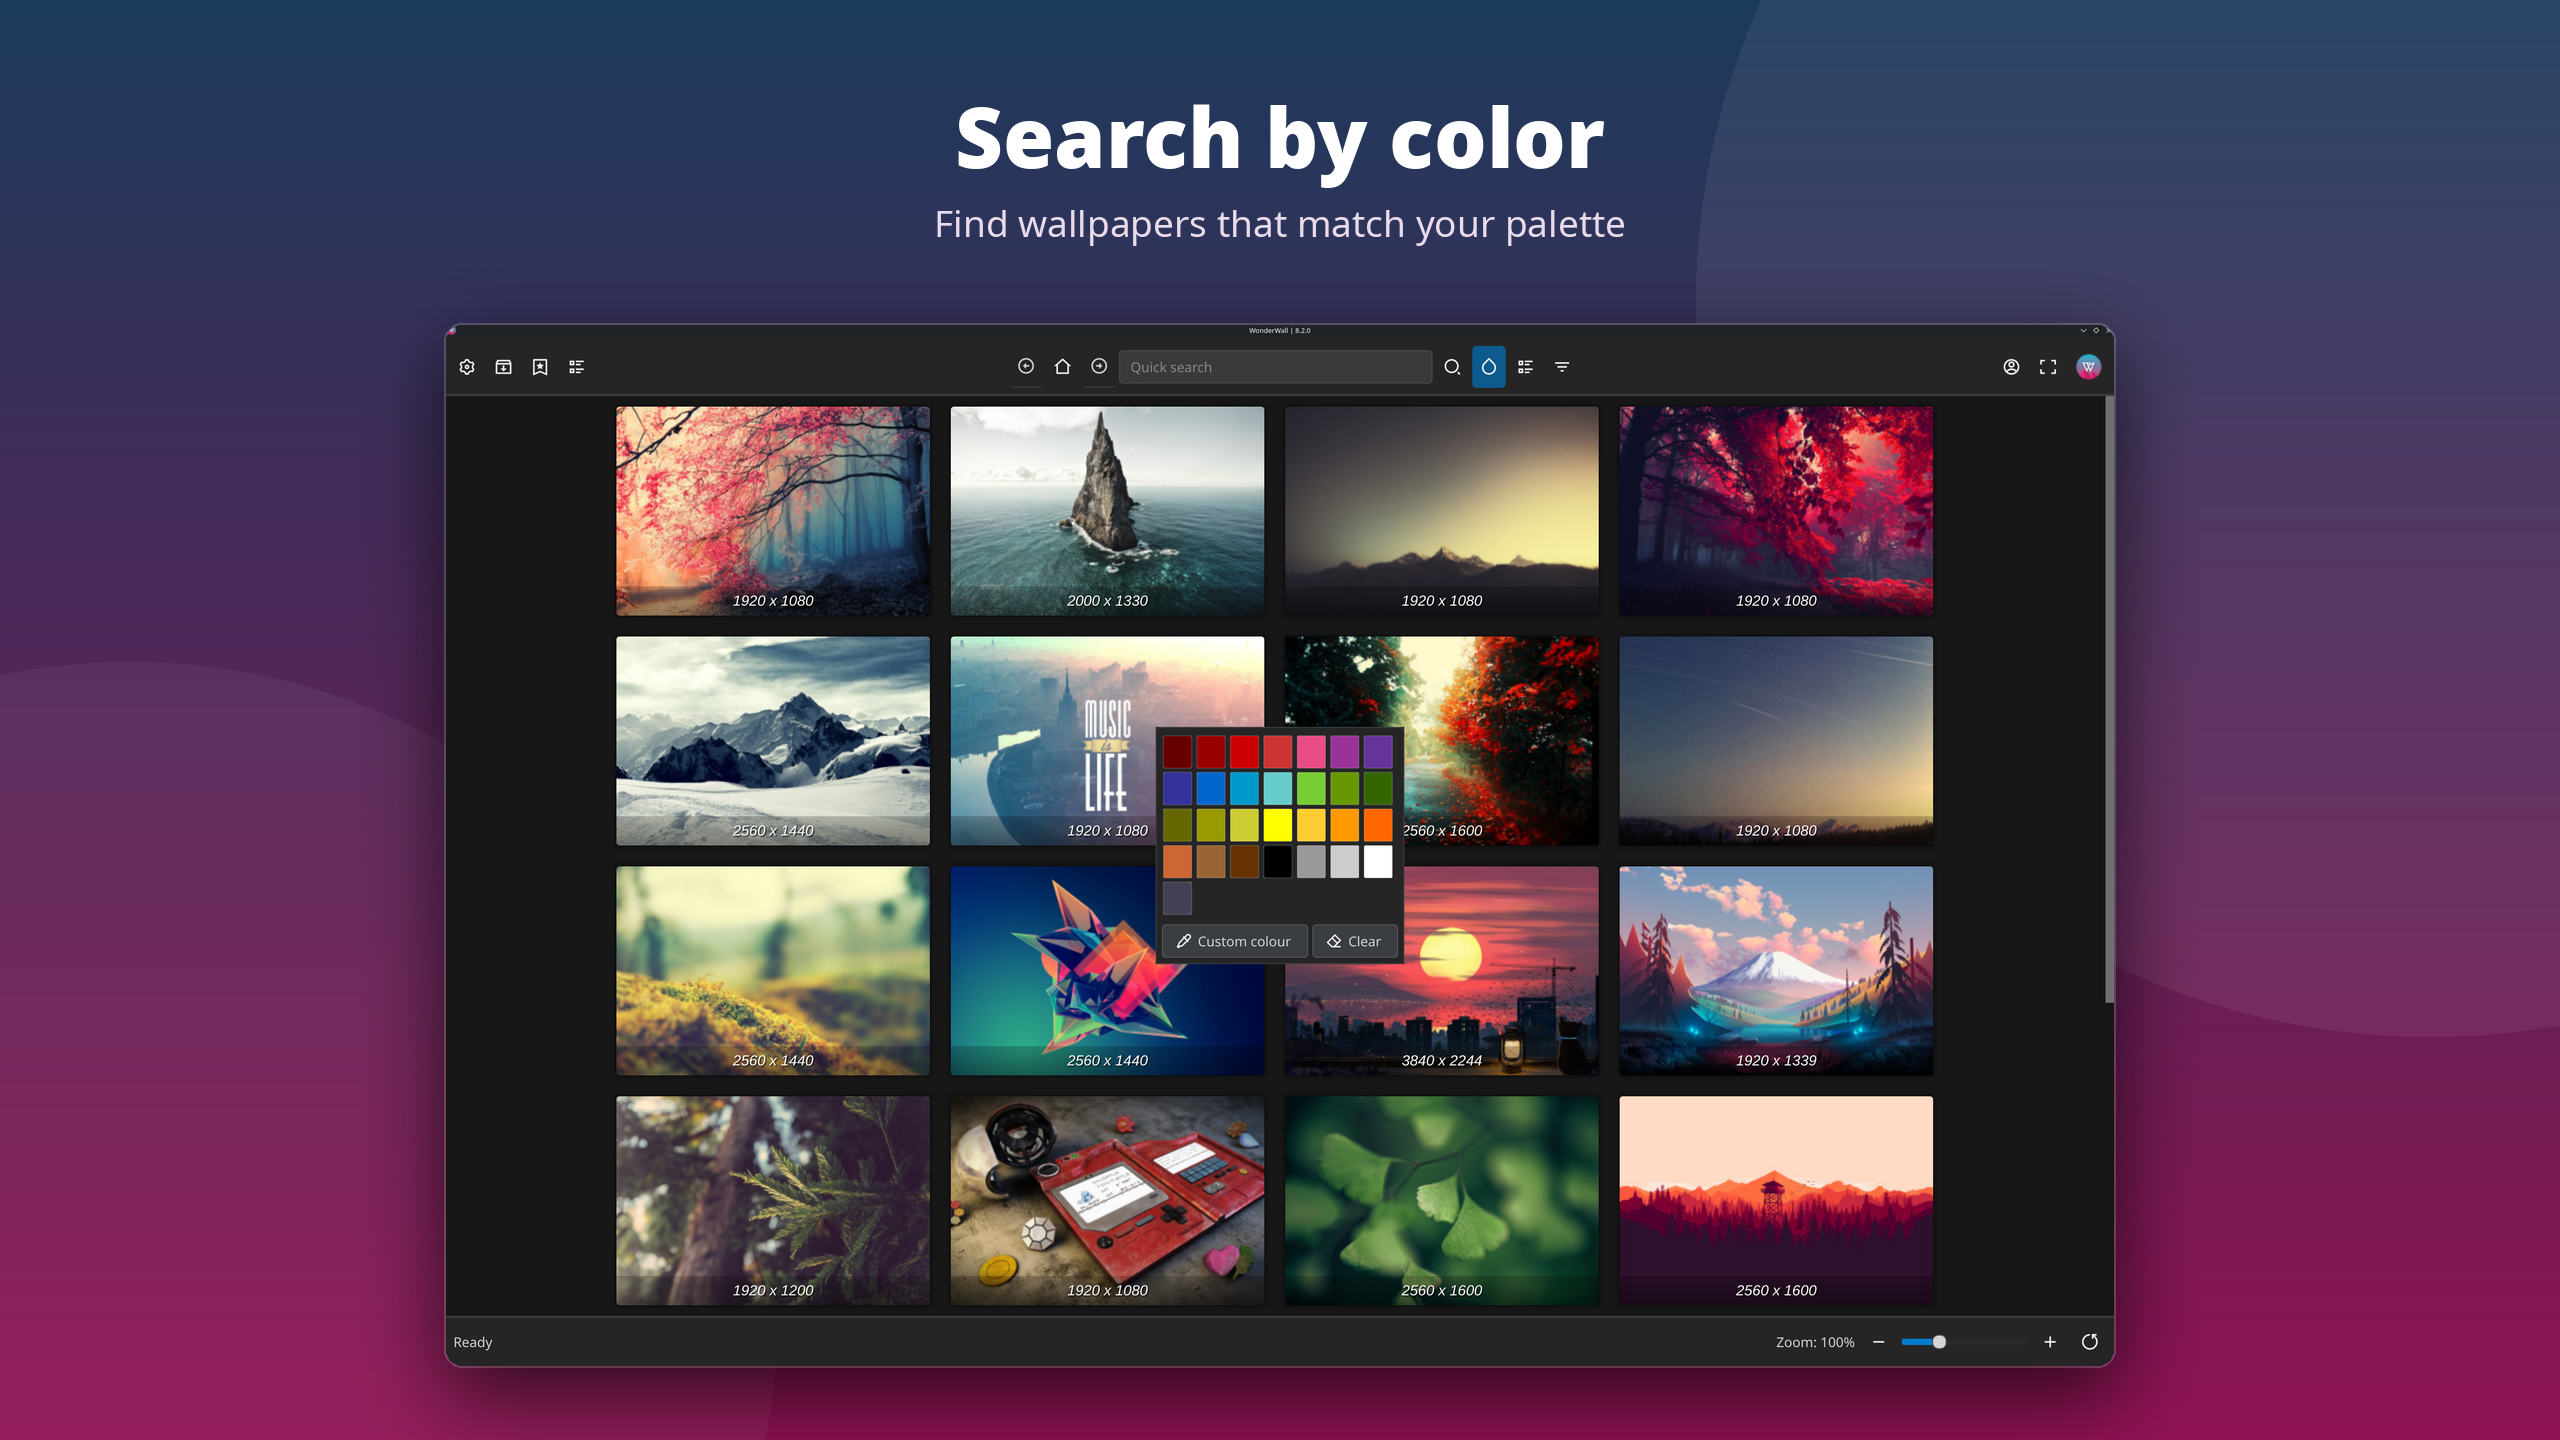 Search by color
Find wallpapers that match your palette
WonderWall | 8.2.0
Quick search
1920 x 1080
2000 x 1330
1920 x 1080
1920 x 1080
MUSIC
is
LIFE
2560 x 1440
1920 x 1080
2560 x 1600
1920 x 1080
Custom colour
Clear
2560 x 1440
2560 x 1440
3840 x 2244
1920 x 1339
1920 x 1200
1920 x 1080
2560 x 1600
2560 x 1600
Ready
Zoom: 100%